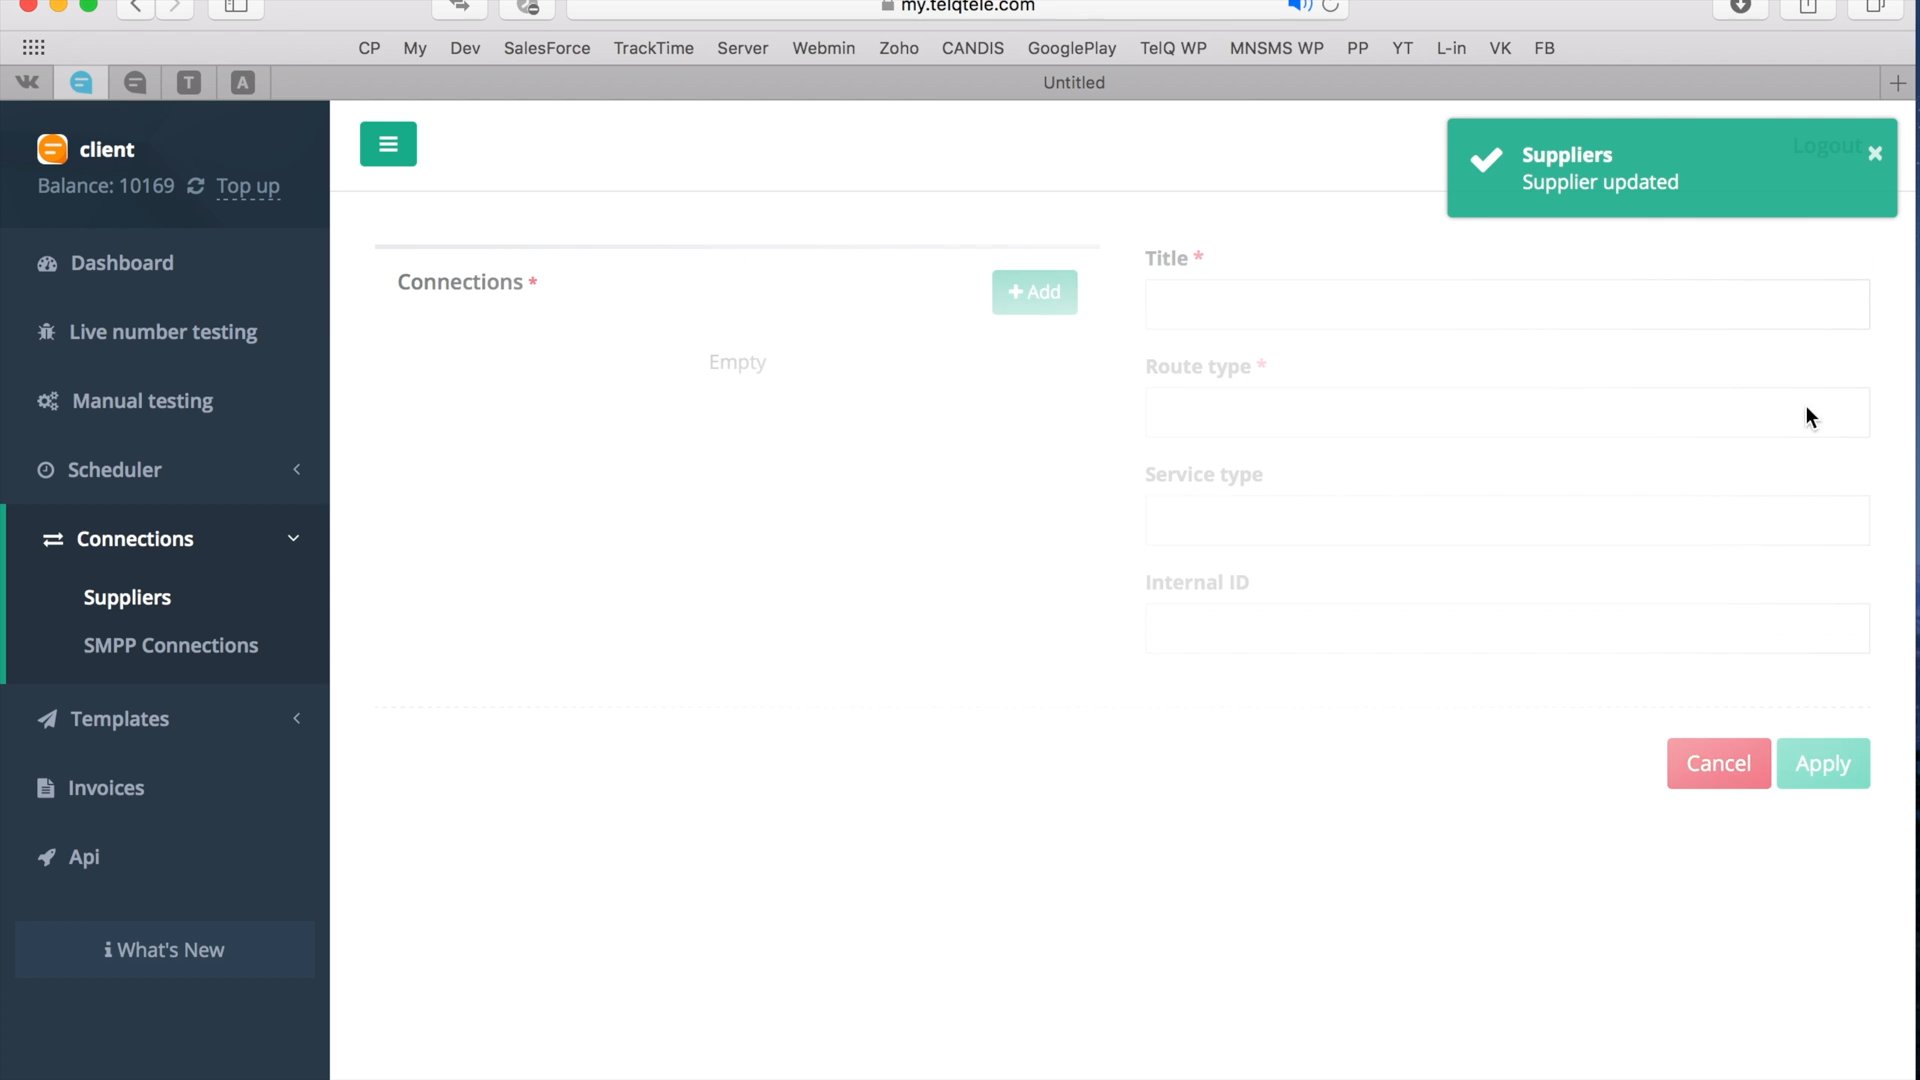 my.telqtele.com
CP My Dev SalesForce TrackTime Server Webmin Zoho CANDIS GooglePlay TelQ WP MNSMS WP PP YT L-in VK FB
T A Untitled
client
Balance: 10169 Top up
Dashboard
Live number testing
Manual testing
Scheduler
Connections
Suppliers
SMPP Connections
Templates
Invoices
Api
What's New
Logout
Suppliers
Supplier updated
Connections *
Add
Empty
Title *
Route type *
Service type
Internal ID
Cancel Apply